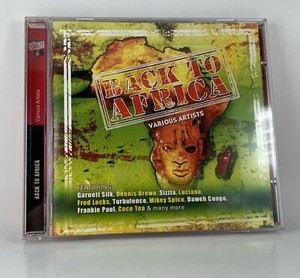 BACK TO
AFRICA
VARIOUS ARTISTS
FEATURING
Garnett Silk, Dennis Brown, Sizzla, Luciano,
Fred Locks, Turbulence, Mikey Spice, Daweh Congo,
Frankie Paul, Coco Tea & many more
Various Artists
BACK TO AFRICA